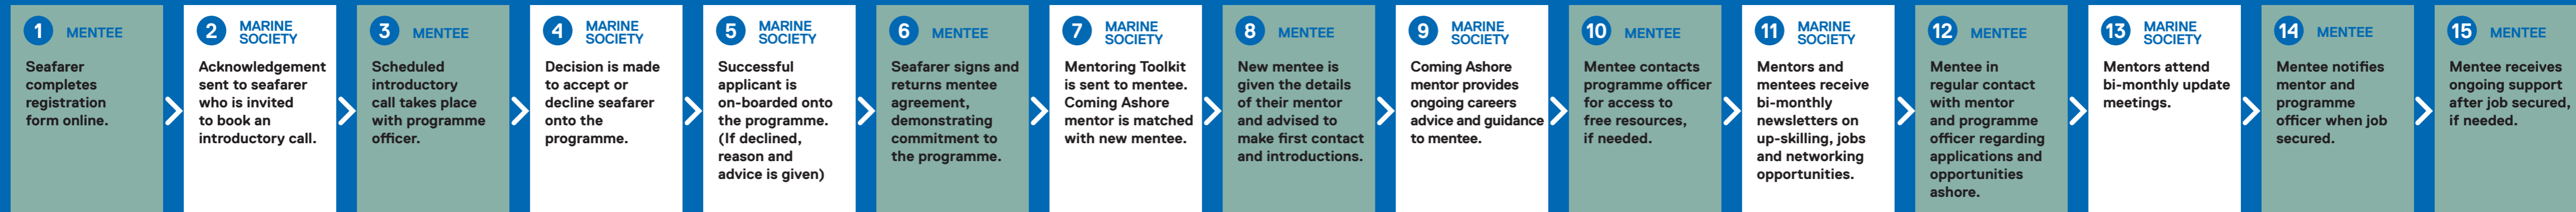 1 MENTEE
Seafarer
completes
registration
form online.
2 MARINE
SOCIETY
Acknowledgement
sent to seafarer
who is invited
to book an
introductory call.
3 MENTEE
Scheduled
introductory
call takes place
with programme
officer.
4 MARINE
SOCIETY
Decision is made
to accept or
decline seafarer
onto the
programme.
5 MARINE
SOCIETY
Successful
applicant is
on-boarded onto
the programme.
(If declined,
reason and
advice is given)
6 MENTEE
Seafarer signs and
returns mentee
agreement,
demonstrating
commitment to
the programme.
7 MARINE
SOCIETY
Mentoring Toolkit
is sent to mentee.
Coming Ashore
mentor is matched
with new mentee.
8 MENTEE
New mentee is
given the details
of their mentor
and advised to
make first contact
and introductions.
9 MARINE
SOCIETY
Coming Ashore
mentor provides
ongoing careers
advice and guidance
to mentee.
10 MENTEE
Mentee contacts
programme officer
for access to
free resources,
if needed.
11 MARINE
SOCIETY
Mentors and
mentees receive
bi-monthly
newsletters on
up-skilling, jobs
and networking
opportunities.
12 MENTEE
Mentee in
regular contact
with mentor
and programme
officer regarding
applications and
opportunities
ashore.
13 MARINE
SOCIETY
Mentors attend
bi-monthly update
meetings.
14 MENTEE
Mentee notifies
mentor and
programme
officer when job
secured.
15 MENTEE
Mentee receives
ongoing support
after job secured,
if needed.